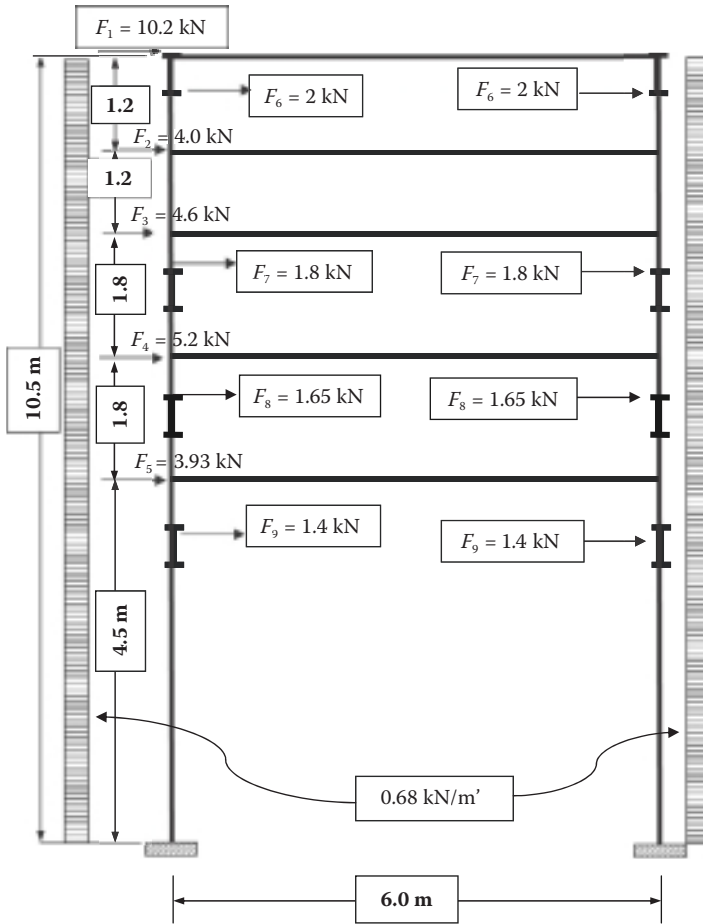 F₁ = 10.2 kN
1.2
F₆ = 2 kN
F₆ = 2 kN
F₂ = 4.0 kN
1.2
F₃ = 4.6 kN
F₇ = 1.8 kN
F₇ = 1.8 kN
1.8
F₄ = 5.2 kN
10.5 m
F₈ = 1.65 kN
F₈ = 1.65 kN
1.8
F₅ = 3.93 kN
F₉ = 1.4 kN
F₉ = 1.4 kN
4.5 m
0.68 kN/m’
6.0 m